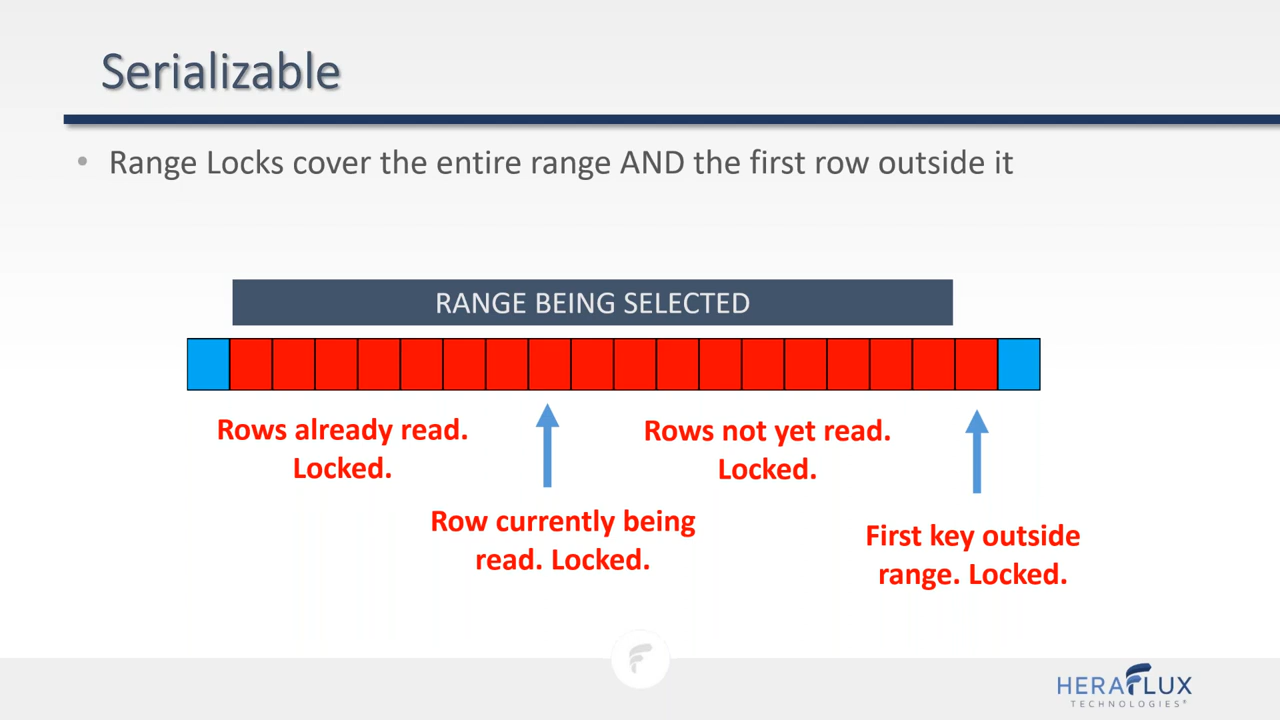 Serializable
• Range Locks cover the entire range AND the first row outside it
RANGE BEING SELECTED
Rows already read.
Locked.
Rows not yet read.
Locked.
Row currently being
read. Locked.
First key outside
range. Locked.
HERAFLUX
TECHNOLOGIES®